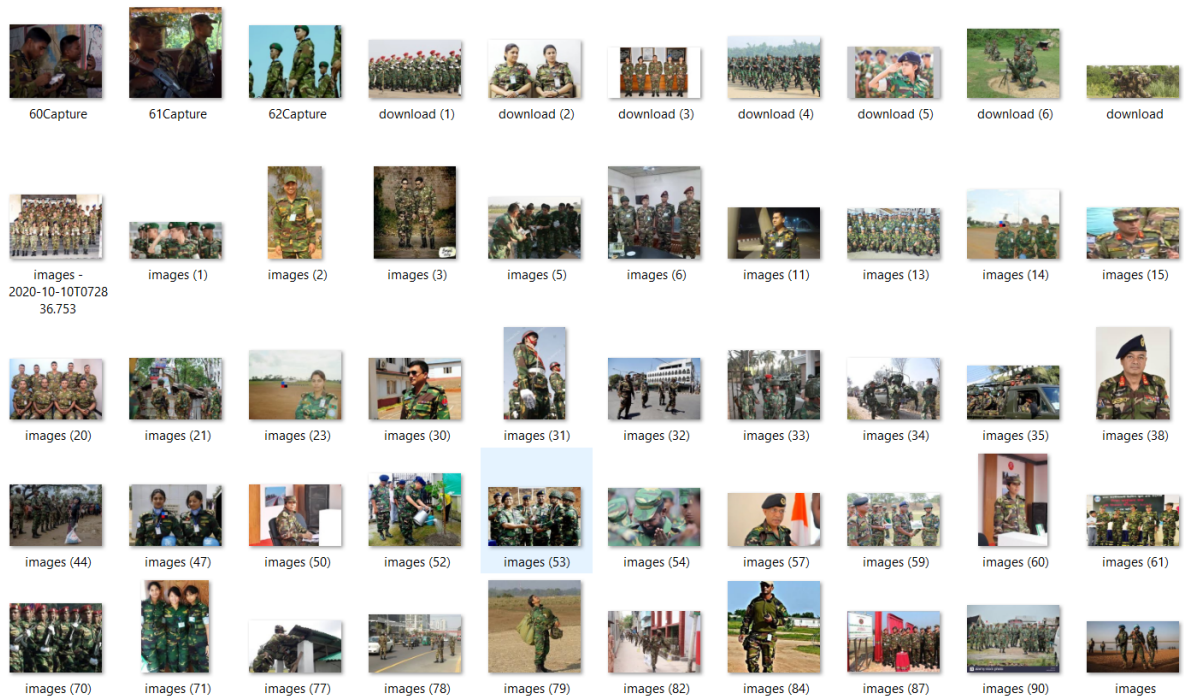 60Capture
61Capture
62Capture
download (1)
download (2)
download (3)
download (4)
download (5)
download (6)
download
images -
2020-10-10T0728
36.753
images (1)
images (2)
images (3)
images (5)
images (6)
images (11)
images (13)
images (14)
images (15)
images (20)
images (21)
images (23)
images (30)
images (31)
images (32)
images (33)
images (34)
images (35)
images (38)
images (44)
images (47)
images (50)
images (52)
images (53)
images (54)
images (57)
images (59)
images (60)
images (61)
images (70)
images (71)
images (77)
images (78)
images (79)
images (82)
images (84)
images (87)
images (90)
images